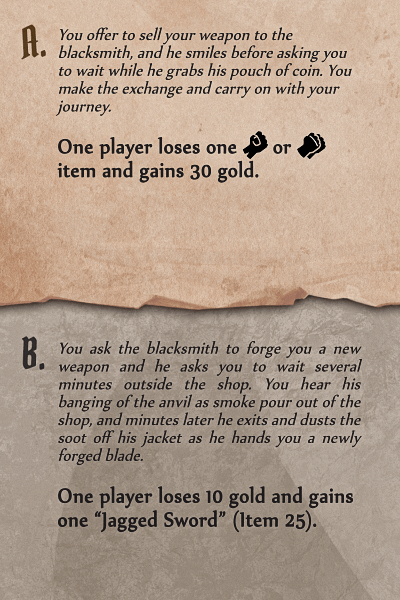 A. You offer to sell your weapon to the
blacksmith, and he smiles before asking you
to wait while he grabs his pouch of coin. You
make the exchange and carry on with your
journey.
One player loses one or
item and gains 30 gold.
B. You ask the blacksmith to forge you a new
weapon and he asks you to wait several
minutes outside the shop. You hear his
banging of the anvil as smoke pour out of the
shop, and minutes later he exits and dusts the
soot off his jacket as he hands you a newly
forged blade.
One player loses 10 gold and gains
one “Jagged Sword” (Item 25).